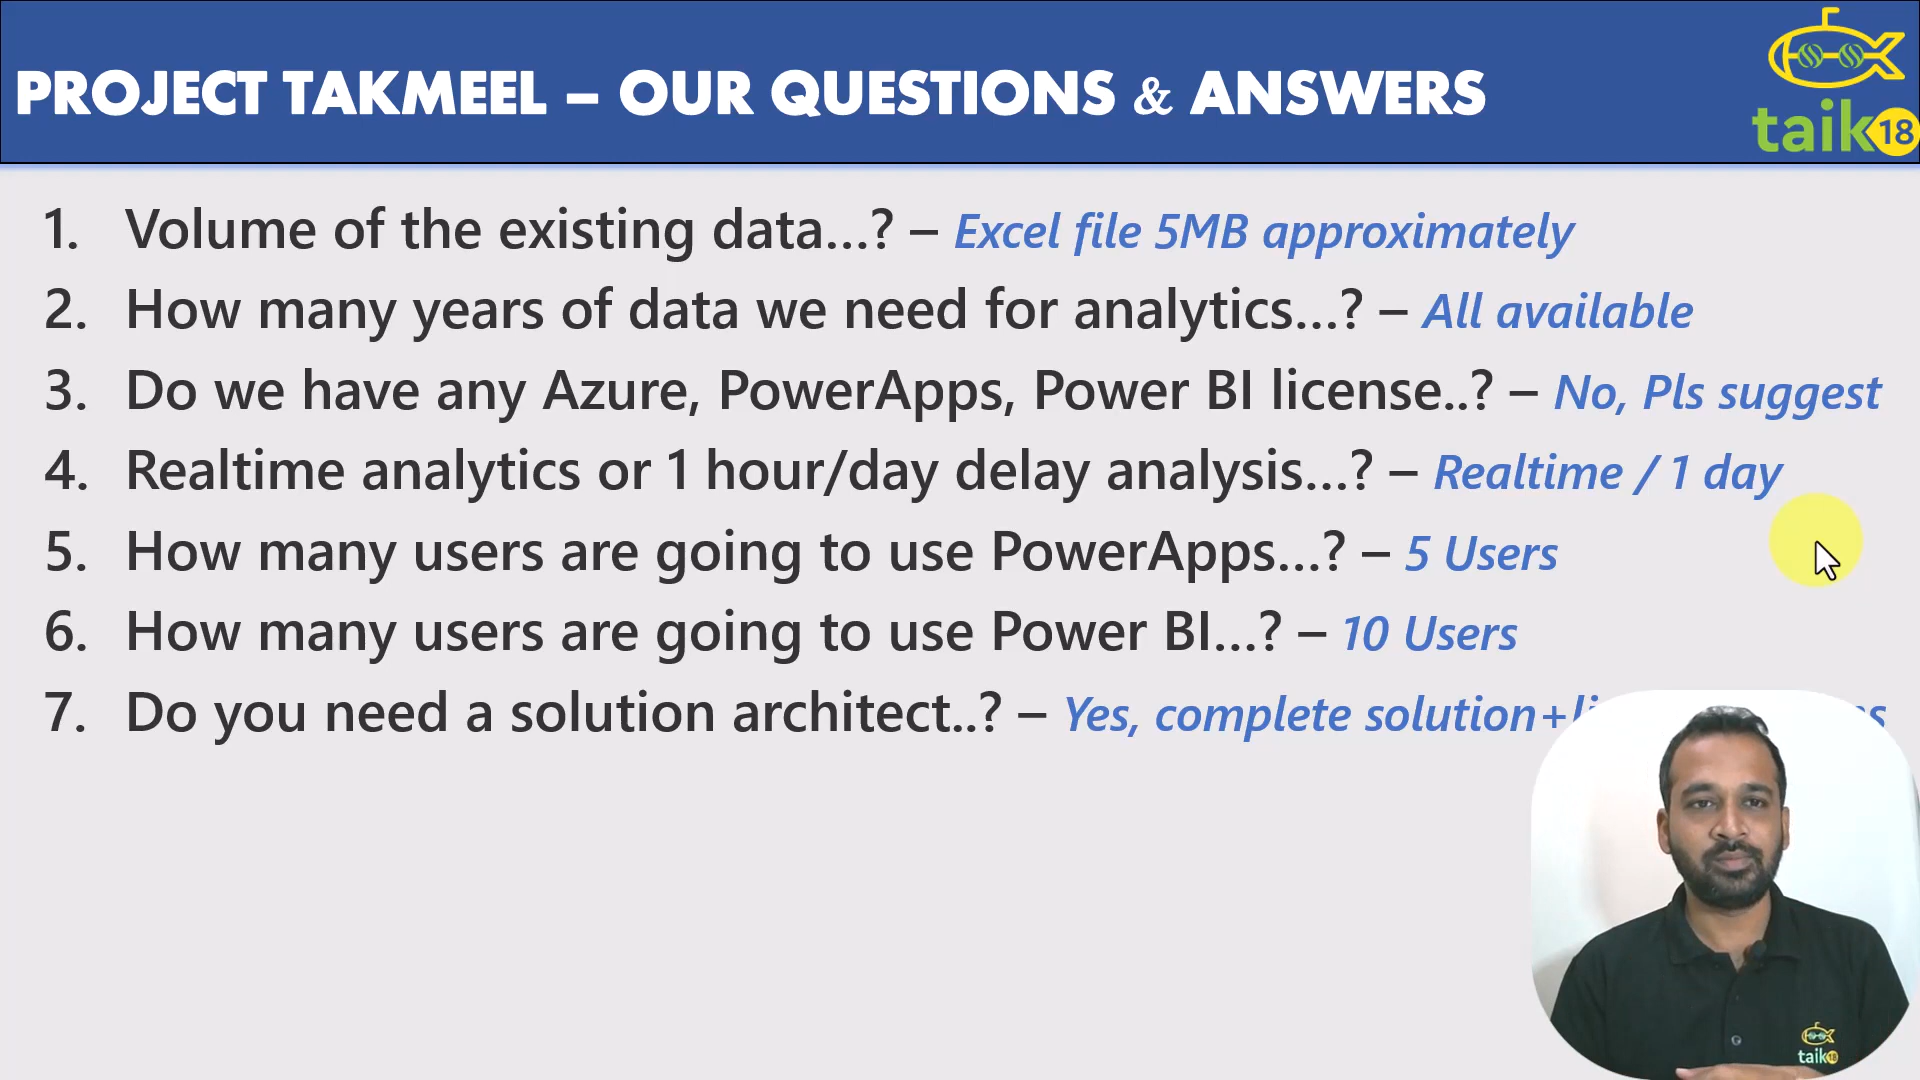 PROJECT TAKMEEL – OUR QUESTIONS & ANSWERS
taik18
1. Volume of the existing data...? – Excel file 5MB approximately
2. How many years of data we need for analytics...? – All available
3. Do we have any Azure, PowerApps, Power BI license..? – No, Pls suggest
4. Realtime analytics or 1 hour/day delay analysis...? – Realtime / 1 day
5. How many users are going to use PowerApps...? – 5 Users
6. How many users are going to use Power BI...? – 10 Users
7. Do you need a solution architect..? – Yes, complete solution+
taik18